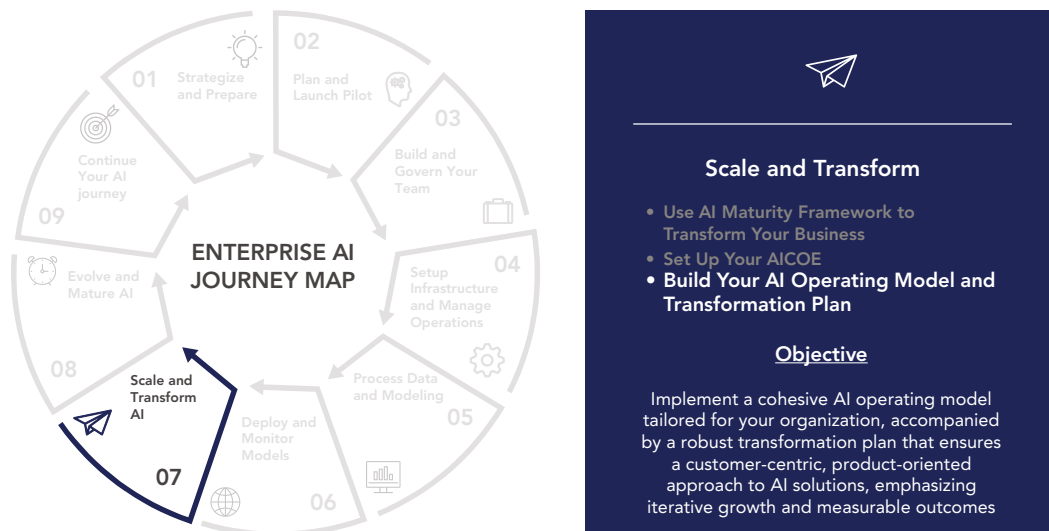 01
Strategize
and Prepare
02
Plan and
Launch Pilot
03
Build and
Govern Your
Team
04
Setup
Infrastructure
and Manage
Operations
Process Data
and Modeling
05
Deploy and
Monitor
Models
06
Scale and
Transform
AI
07
Evolve and
Mature AI
08
Continue
Your AI
journey
09
ENTERPRISE AI
JOURNEY MAP
Scale and Transform
• Use AI Maturity Framework to
Transform Your Business
• Set Up Your AICOE
• Build Your AI Operating Model and
Transformation Plan
Objective
Implement a cohesive AI operating model
tailored for your organization, accompanied
by a robust transformation plan that ensures
a customer-centric, product-oriented
approach to AI solutions, emphasizing
iterative growth and measurable outcomes